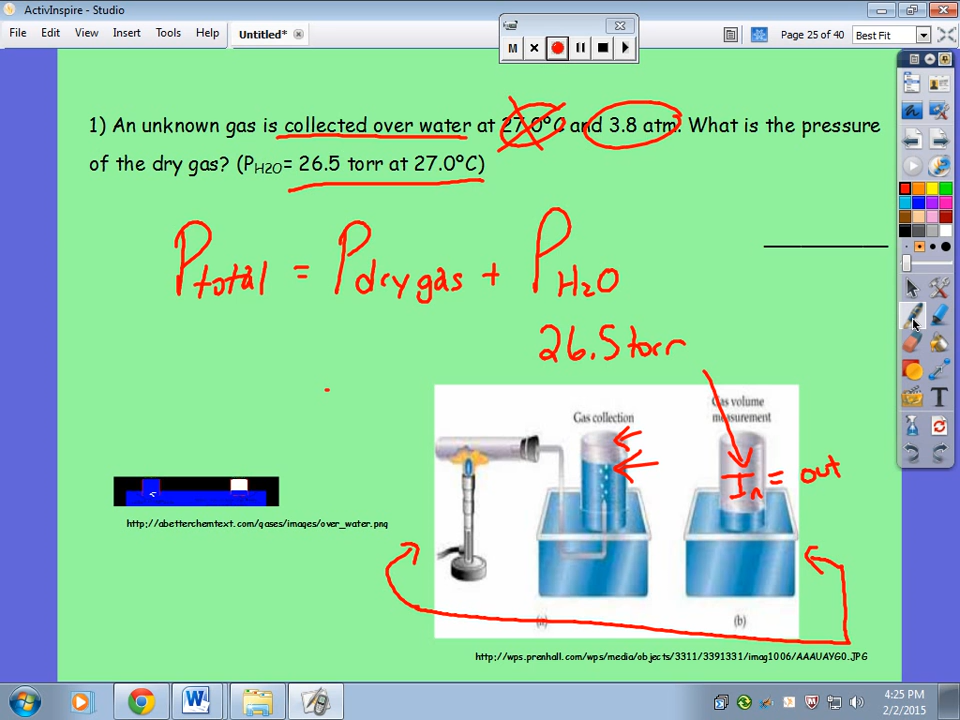 ActivInspire - Studio
File Edit View Insert Tools Help Untitled* Page 25 of 40 Best Fit
1) An unknown gas is collected over water at 27.0°C and 3.8 atm. What is the pressure
of the dry gas? (PH2O= 26.5 torr at 27.0°C)
Ptotal = Pdry gas + PH2O
26.5 torr
Gas collection
Gas volume
measurement
In = out
http://abetterchemtext.com/gases/images/over_water.png
(a) (b)
http://wps.prenhall.com/wps/media/objects/3311/3391331/imag1006/AAAUAYG0.JPG
4:25 PM
2/2/2015